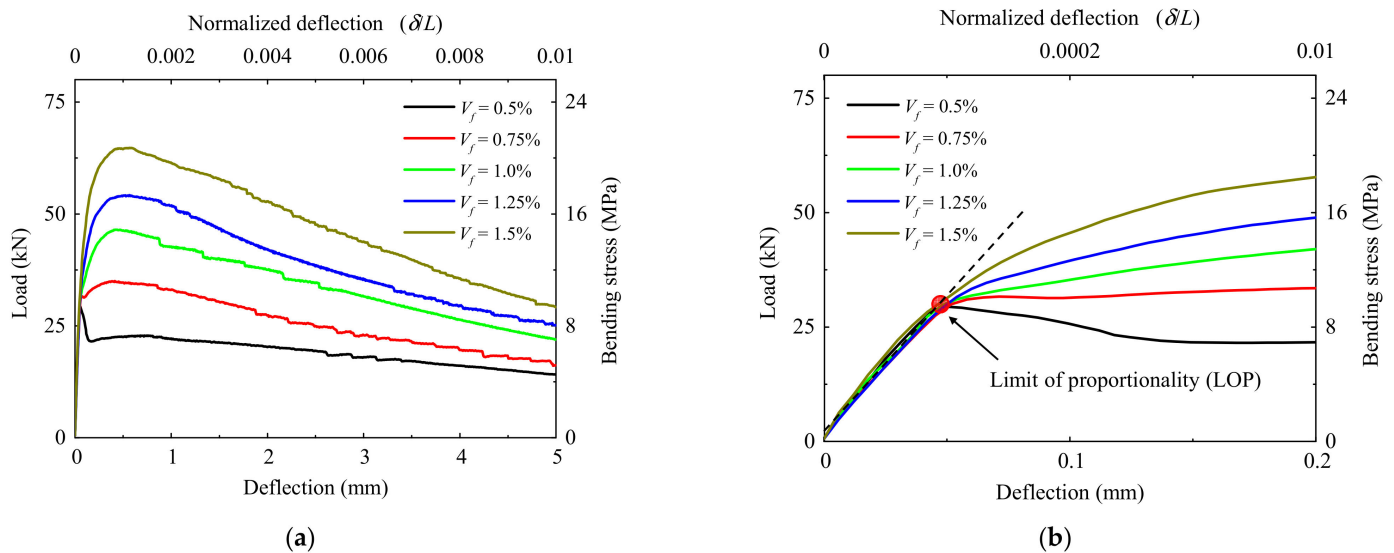 Normalized deflection (δ/L)
0 0.002 0.004 0.006 0.008 0.01
75
50
25
0
Load (kN)
V_f = 0.5%
V_f = 0.75%
V_f = 1.0%
V_f = 1.25%
V_f = 1.5%
24
16
8
0
Bending stress (MPa)
0 1 2 3 4 5
Deflection (mm)
(a)
Normalized deflection (δ/L)
0 0.0002 0.01
75
50
25
0
Load (kN)
V_f = 0.5%
V_f = 0.75%
V_f = 1.0%
V_f = 1.25%
V_f = 1.5%
Limit of proportionality (LOP)
24
16
8
0
Bending stress (MPa)
0 0.1 0.2
Deflection (mm)
(b)